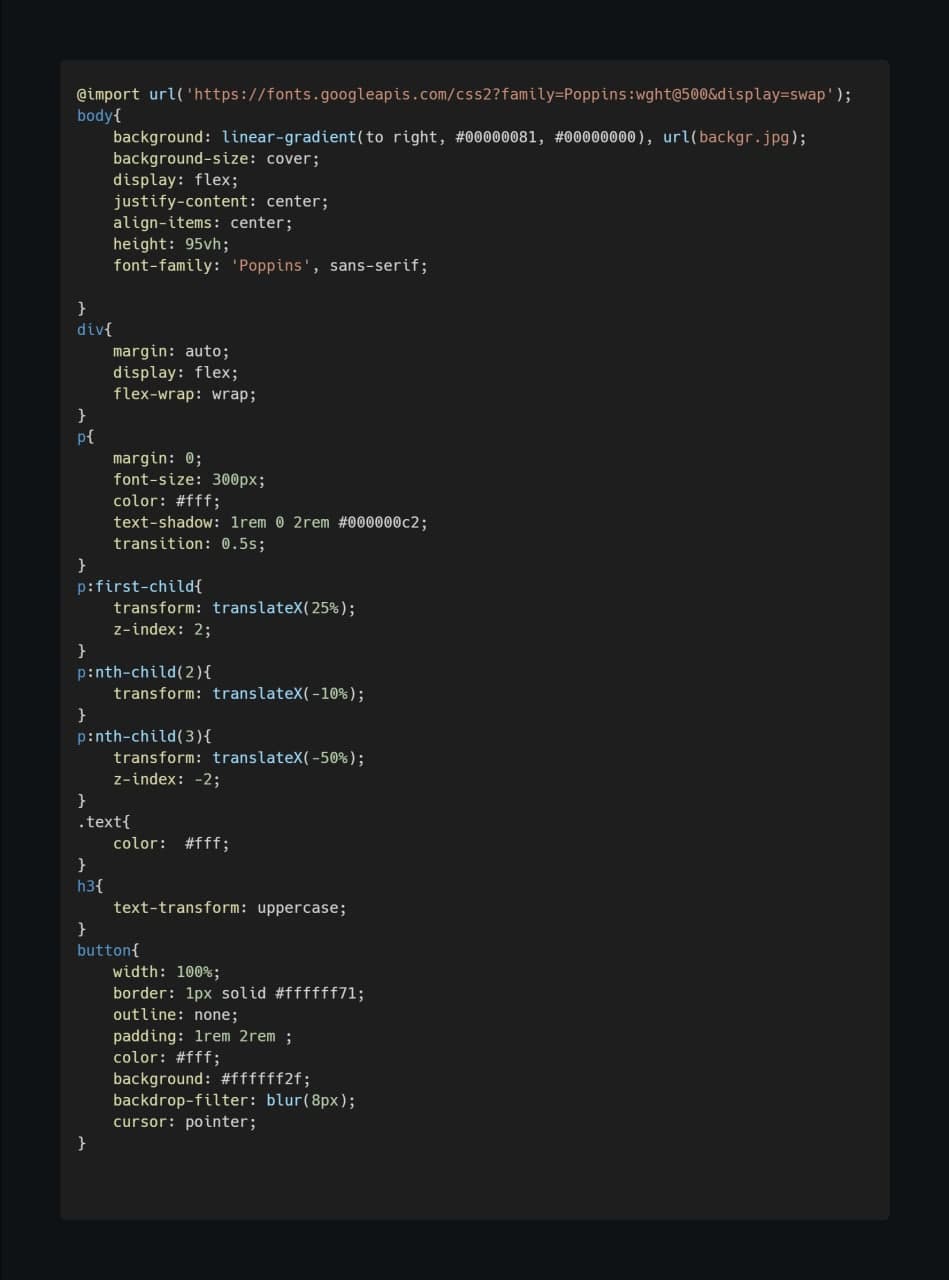 @import url('https://fonts.googleapis.com/css2?family=Poppins:wght@500&display=swap');
body{
    background: linear-gradient(to right, #00000081, #00000000), url(backgr.jpg);
    background-size: cover;
    display: flex;
    justify-content: center;
    align-items: center;
    height: 95vh;
    font-family: 'Poppins', sans-serif;

}
div{
    margin: auto;
    display: flex;
    flex-wrap: wrap;
}
p{
    margin: 0;
    font-size: 300px;
    color: #fff;
    text-shadow: 1rem 0 2rem #000000c2;
    transition: 0.5s;
}
p:first-child{
    transform: translateX(25%);
    z-index: 2;
}
p:nth-child(2){
    transform: translateX(-10%);
}
p:nth-child(3){
    transform: translateX(-50%);
    z-index: -2;
}
.text{
    color:  #fff;
}
h3{
    text-transform: uppercase;
}
button{
    width: 100%;
    border: 1px solid #ffffff71;
    outline: none;
    padding: 1rem 2rem ;
    color: #fff;
    background: #ffffff2f;
    backdrop-filter: blur(8px);
    cursor: pointer;
}